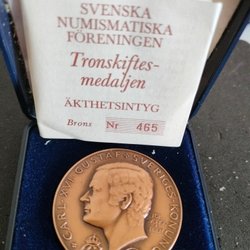 SVENSKA
NUMISMATISKA
FÖRENINGEN
Tronskiftes-
medaljen
ÄKTHETSINTYG
Brons Nr 465
CARL XVI GUSTAF SVERIGES KONUNG